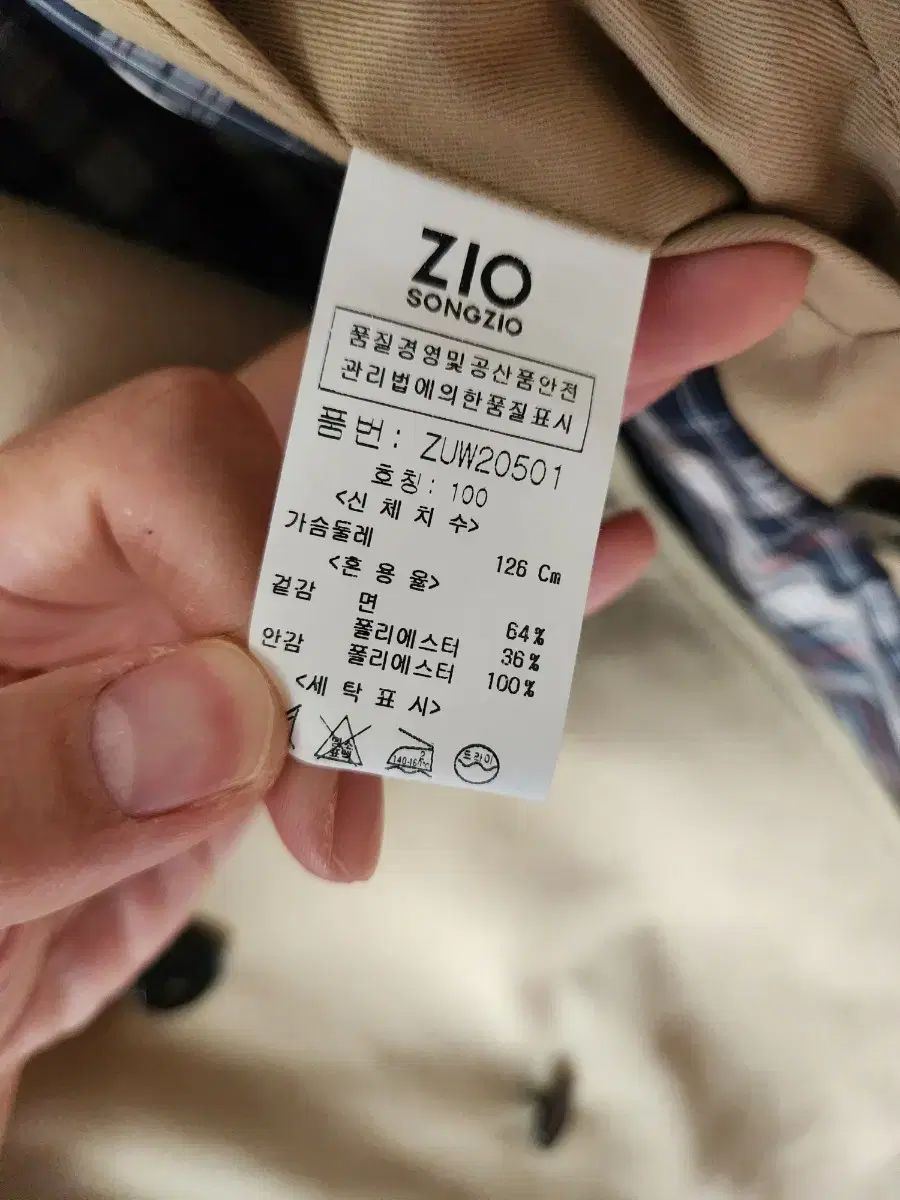 ZIO
SONGZIO
품질경영및공산품안전
관리법에의한품질표시
품번: ZUW20501
호칭: 100
<신 체 치 수>
가슴둘레 126 Cm
<혼 용 율>
겉감 면 64%
폴리에스터 36%
안감 폴리에스터 100%
<세 탁 표 시>
드라이